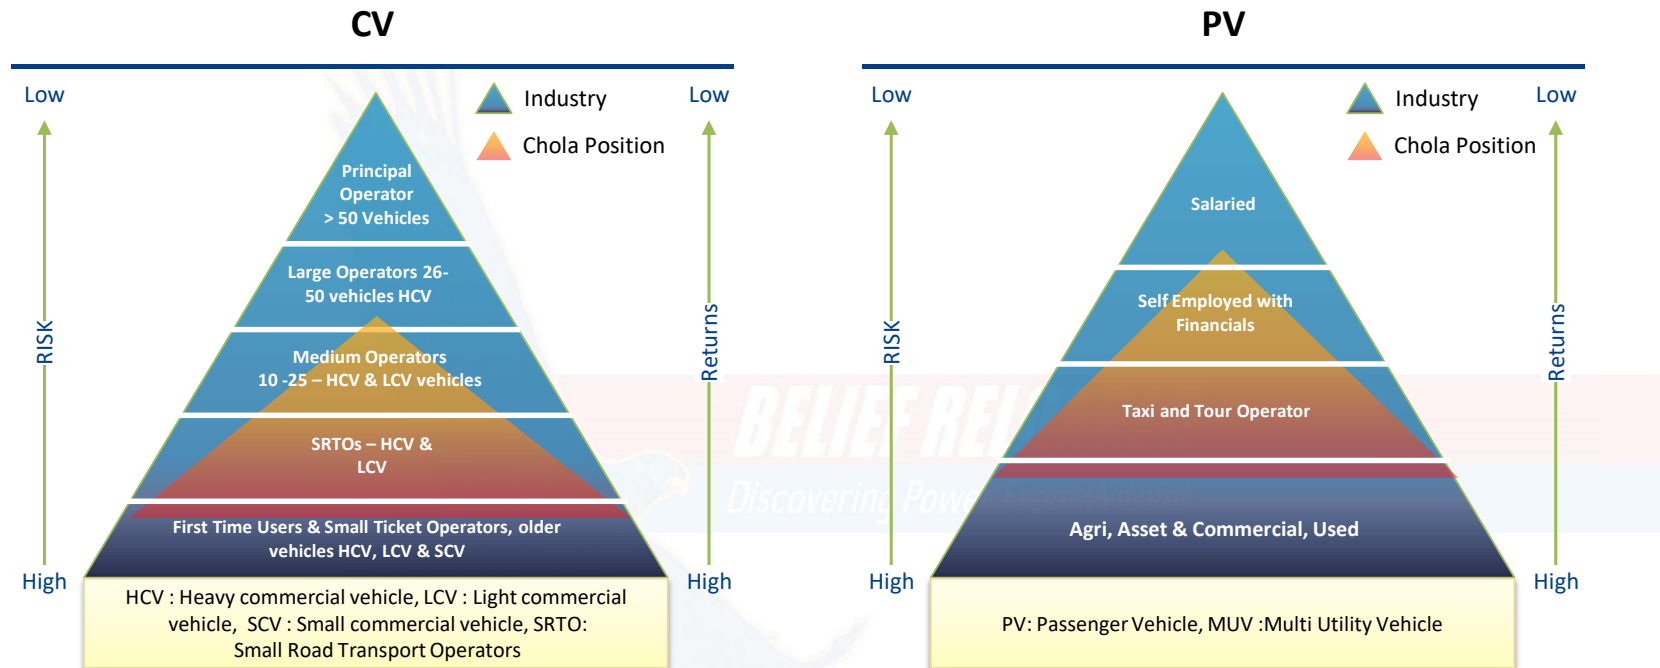 CV
Low
Industry
Chola Position
Low
Principal
Operator
> 50 Vehicles
Large Operators 26-
50 vehicles HCV
Medium Operators
10 -25 – HCV & LCV vehicles
SRTOs – HCV &
LCV
First Time Users & Small Ticket Operators, older
vehicles HCV, LCV & SCV
RISK
Returns
High
High
HCV : Heavy commercial vehicle, LCV : Light commercial
vehicle, SCV : Small commercial vehicle, SRTO:
Small Road Transport Operators
PV
Low
Industry
Chola Position
Low
Salaried
Self Employed with
Financials
Taxi and Tour Operator
Agri, Asset & Commercial, Used
RISK
Returns
High
High
PV: Passenger Vehicle, MUV :Multi Utility Vehicle
BELIEF
Discovering